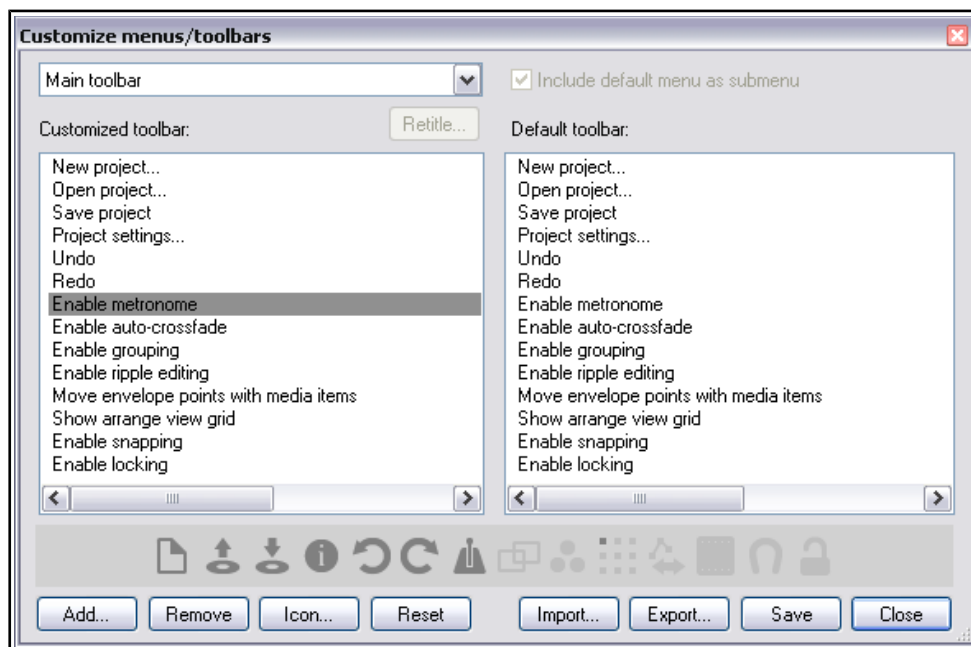 Customize menus/toolbars
Main toolbar
Include default menu as submenu
Customized toolbar:
Retitle...
Default toolbar:
New project...
Open project...
Save project
Project settings...
Undo
Redo
Enable metronome
Enable auto-crossfade
Enable grouping
Enable ripple editing
Move envelope points with media items
Show arrange view grid
Enable snapping
Enable locking
New project...
Open project...
Save project
Project settings...
Undo
Redo
Enable metronome
Enable auto-crossfade
Enable grouping
Enable ripple editing
Move envelope points with media items
Show arrange view grid
Enable snapping
Enable locking
Add...
Remove
Icon...
Reset
Import...
Export...
Save
Close